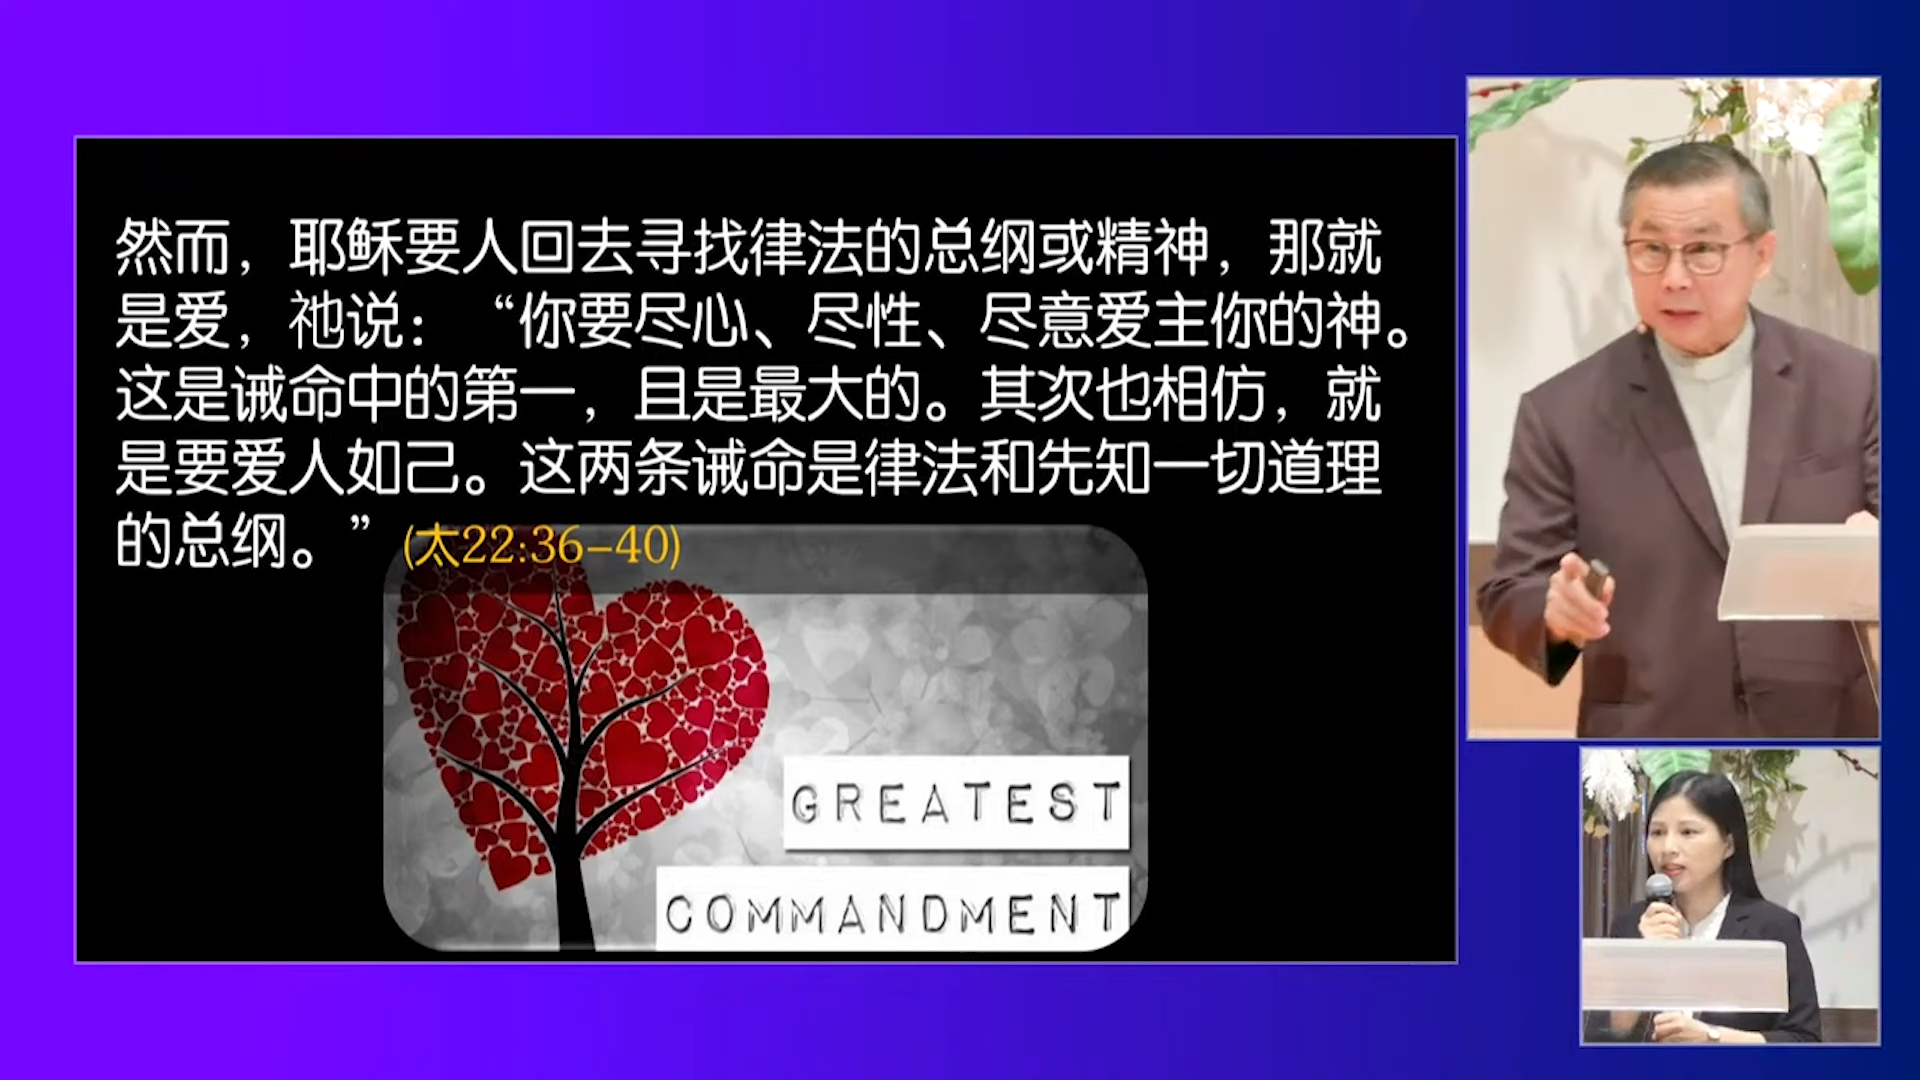 然而，耶稣要人回去寻找律法的总纲或精神，那就
是爱，祂说：“你要尽心、尽性、尽意爱主你的神。
这是诫命中的第一，且是最大的。其次也相仿，就
是要爱人如己。这两条诫命是律法和先知一切道理
的总纲。”(太22:36-40)
GREATEST
COMMANDMENT